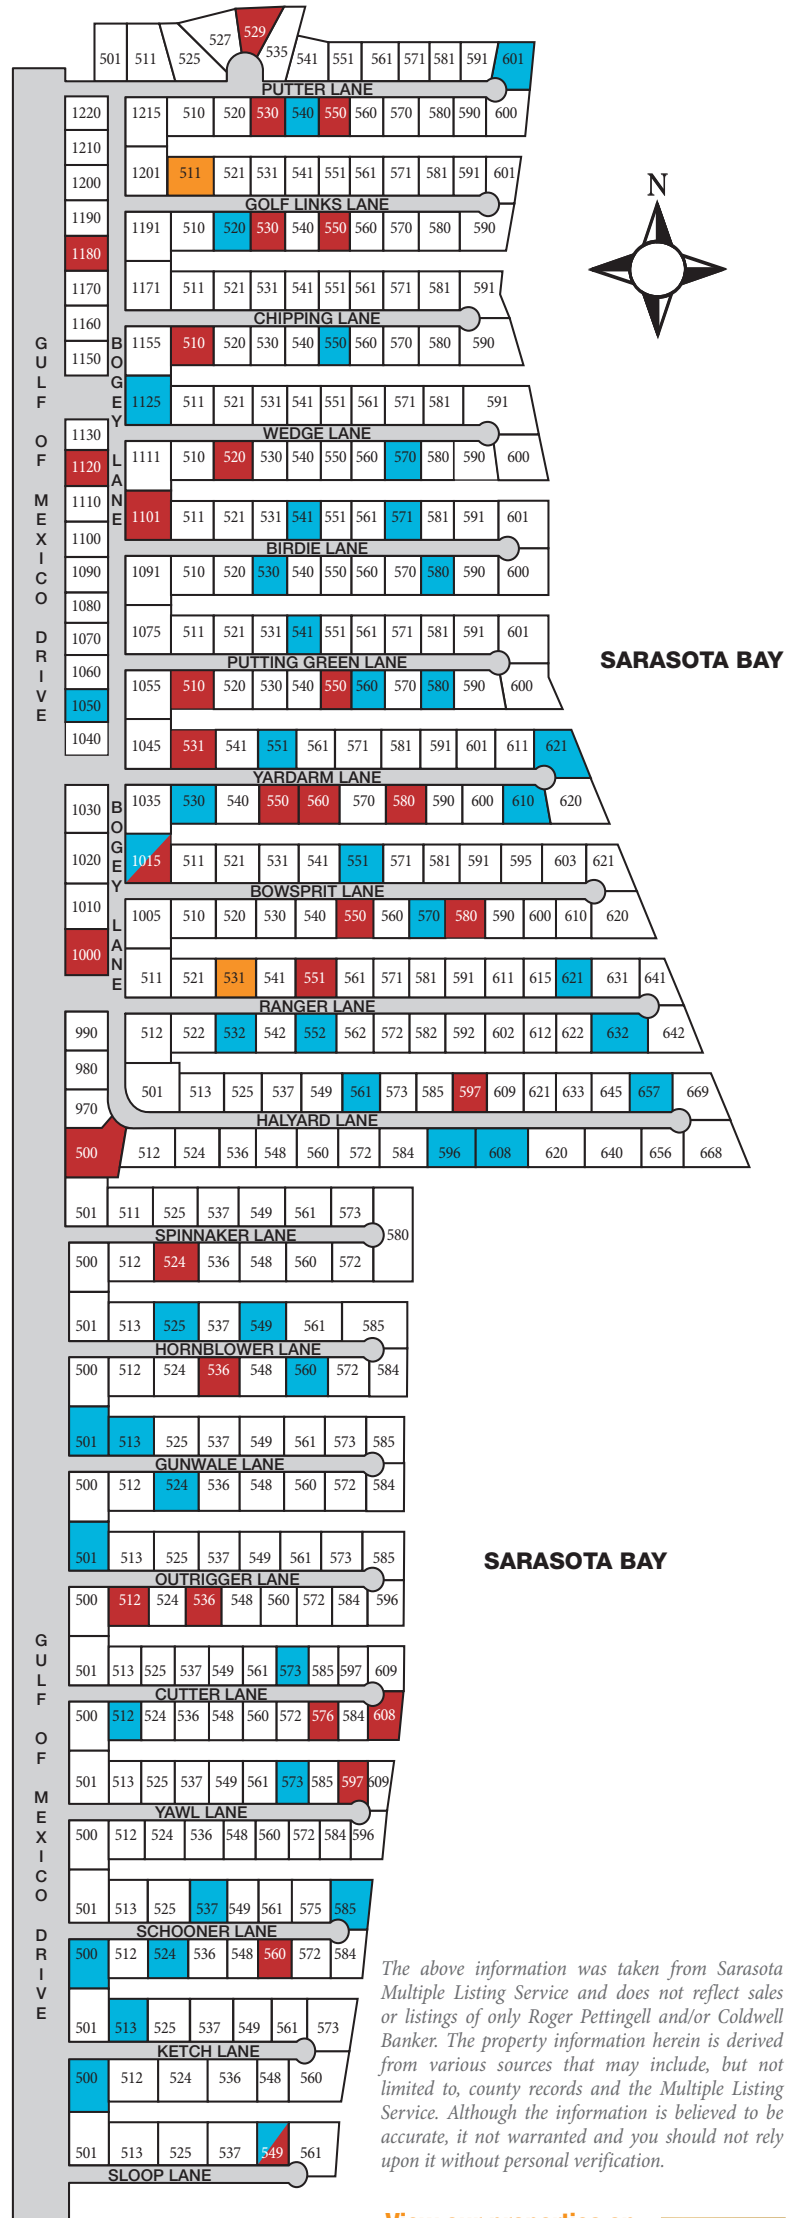 501 511 525 527 529 535 541 551 561 571 581 591 601
PUTTER LANE
1220 1215 510 520 530 540 550 560 570 580 590 600
1210
1200 1201 511 521 531 541 551 561 571 581 591 601
GOLF LINKS LANE
1190 1191 510 520 530 540 550 560 570 580 590
N
1180
1170 1171 511 521 531 541 551 561 571 581 591
CHIPPING LANE
1160
1150 1155 510 520 530 540 550 560 570 580 590
GULF OF MEXICO DRIVE
BOGEY LANE
1125 511 521 531 541 551 561 571 581 591
WEDGE LANE
1130
1120 1111 510 520 530 540 550 560 570 580 590 600
1110 1101 511 521 531 541 551 561 571 581 591 601
BIRDIE LANE
1100
1090 1091 510 520 530 540 550 560 570 580 590 600
1080
1070 1075 511 521 531 541 551 561 571 581 591 601
PUTTING GREEN LANE
SARASOTA BAY
1060 1055 510 520 530 540 550 560 570 580 590 600
1050
1040 1045 531 541 551 561 571 581 591 601 611 621
YARDARM LANE
1030 1035 530 540 550 560 570 580 590 600 610 620
BOGEY LANE
1020 1015 511 521 531 541 551 571 581 591 595 603 621
BOWSPRIT LANE
1010 1005 510 520 530 540 550 560 570 580 590 600 610 620
1000 511 521 531 541 551 561 571 581 591 611 615 621 631 641
RANGER LANE
990 512 522 532 542 552 562 572 582 592 602 612 622 632 642
980
970 501 513 525 537 549 561 573 585 597 609 621 633 645 657 669
HALYARD LANE
500 512 524 536 548 560 572 584 596 608 620 640 656 668
501 511 525 537 549 561 573 580
SPINNAKER LANE
500 512 524 536 548 560 572
501 513 525 537 549 561 585
HORNBLOWER LANE
500 512 524 536 548 560 572 584
501 513 525 537 549 561 573 585
GUNWALE LANE
500 512 524 536 548 560 572 584
501 513 525 537 549 561 573 585
SARASOTA BAY
OUTRIGGER LANE
500 512 524 536 548 560 572 584 596
GULF OF MEXICO DRIVE
501 513 525 537 549 561 573 585 597 609
CUTTER LANE
500 512 524 536 548 560 572 576 584 608
501 513 525 537 549 561 573 585 597 609
YAWL LANE
500 512 524 536 548 560 572 584 596
501 513 525 537 549 561 575 585
SCHOONER LANE
500 512 524 536 548 560 572 584
501 513 525 537 549 561 573
KETCH LANE
500 512 524 536 548 560
501 513 525 537 549 561
SLOOP LANE
The above information was taken from Sarasota
Multiple Listing Service and does not reflect sales
or listings of only Roger Pettingell and/or Coldwell
Banker. The property information herein is derived
from various sources that may include, but not
limited to, county records and the Multiple Listing
Service. Although the information is believed to be
accurate, it not warranted and you should not rely
upon it without personal verification.